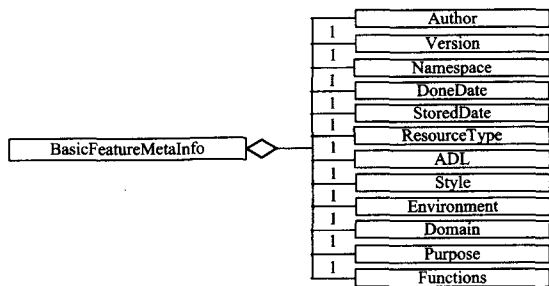 Author
1
Version
1
Namespace
1
DoneDate
1
StoredDate
1
ResourceType
BasicFeatureMetaInfo
1
ADL
1
Style
1
Environment
1
Domain
1
Purpose
1
Functions